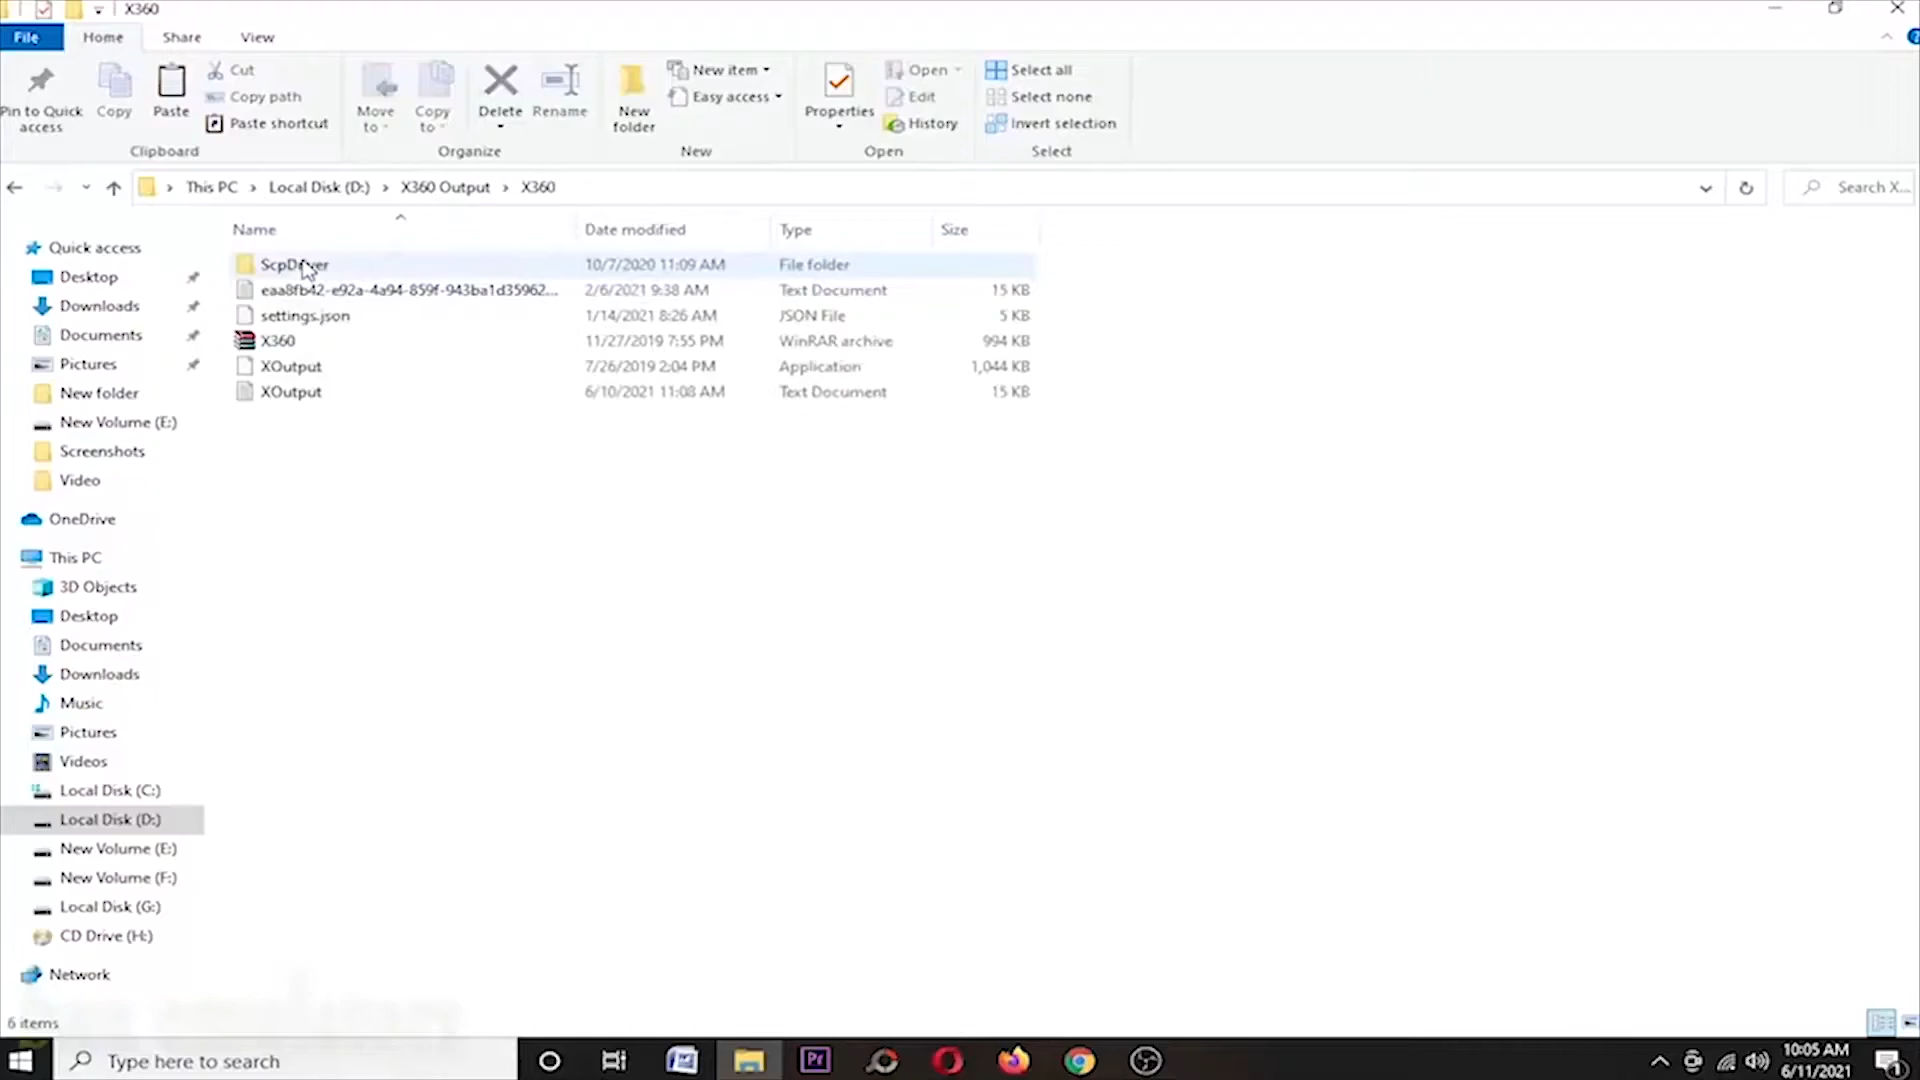 X360
File Home Share View
Pin to Quick access
Copy
Paste
Cut
Copy path
Paste shortcut
Clipboard
Move to
Copy to
Delete
Rename
Organize
New folder
New item
Easy access
New
Properties
Open
Edit
History
Open
Select all
Select none
Invert selection
Select
This PC > Local Disk (D:) > X360 Output > X360
Search X...
Name Date modified Type Size
ScpDriver 10/7/2020 11:09 AM File folder
eaa8fb42-e92a-4a94-859f-943ba1d35962... 2/6/2021 9:38 AM Text Document 15 KB
settings.json 1/14/2021 8:26 AM JSON File 5 KB
X360 11/27/2019 7:55 PM WinRAR archive 994 KB
XOutput 7/26/2019 2:04 PM Application 1,044 KB
XOutput 6/10/2021 11:08 AM Text Document 15 KB
Quick access
Desktop
Downloads
Documents
Pictures
New folder
New Volume (E:)
Screenshots
Video
OneDrive
This PC
3D Objects
Desktop
Documents
Downloads
Music
Pictures
Videos
Local Disk (C:)
Local Disk (D:)
New Volume (E:)
New Volume (F:)
Local Disk (G:)
CD Drive (H:)
Network
6 items
Type here to search
Pr
10:05 AM
6/11/2021
1